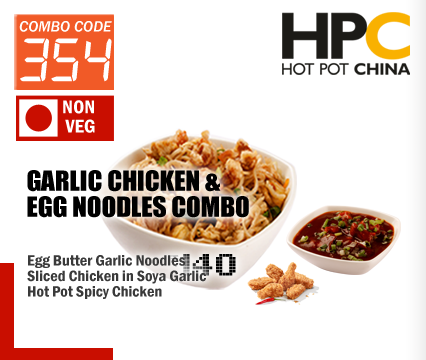 COMBO CODE
354
HPC
HOT POT CHINA
NON
VEG
GARLIC CHICKEN &
EGG NOODLES COMBO
Egg Butter Garlic Noodles
140
Sliced Chicken in Soya Garlic
Hot Pot Spicy Chicken